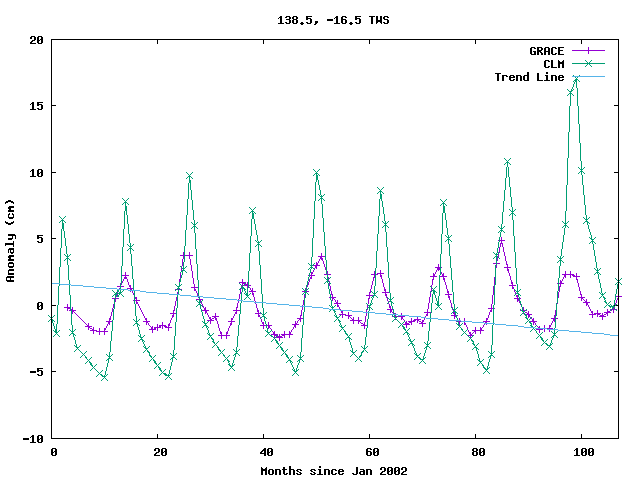 138.5, -16.5 TWS
GRACE
CLM
Trend Line
20
15
10
5
0
-5
-10
Anomaly (cm)
0 20 40 60 80 100
Months since Jan 2002